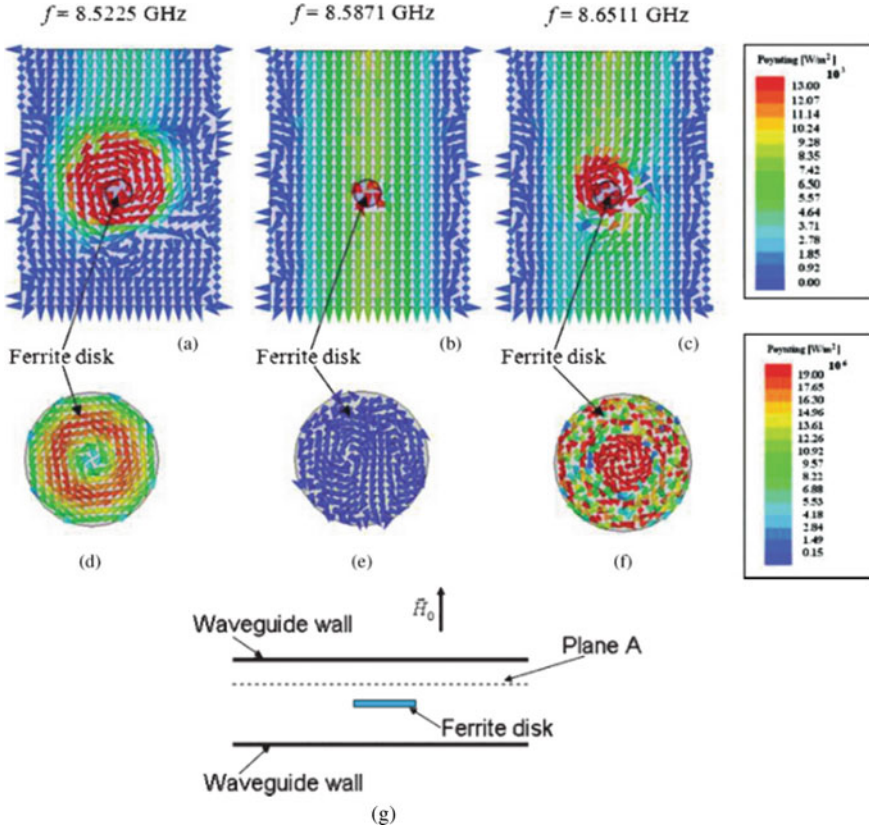 f = 8.5225 GHz
f = 8.5871 GHz
f = 8.6511 GHz
Poynting [W/m²]
10³
13.00
12.07
11.14
10.24
9.28
8.35
7.42
6.50
5.57
4.64
3.71
2.78
1.85
0.92
0.00
(a)
(b)
(c)
Ferrite disk
Ferrite disk
Ferrite disk
Poynting [W/m²]
10⁶
19.00
17.65
16.30
14.96
13.61
12.26
10.92
9.57
8.22
6.88
5.53
4.18
2.84
1.49
0.15
(d)
(e)
(f)
H̄₀
Waveguide wall
Plane A
Ferrite disk
Waveguide wall
(g)